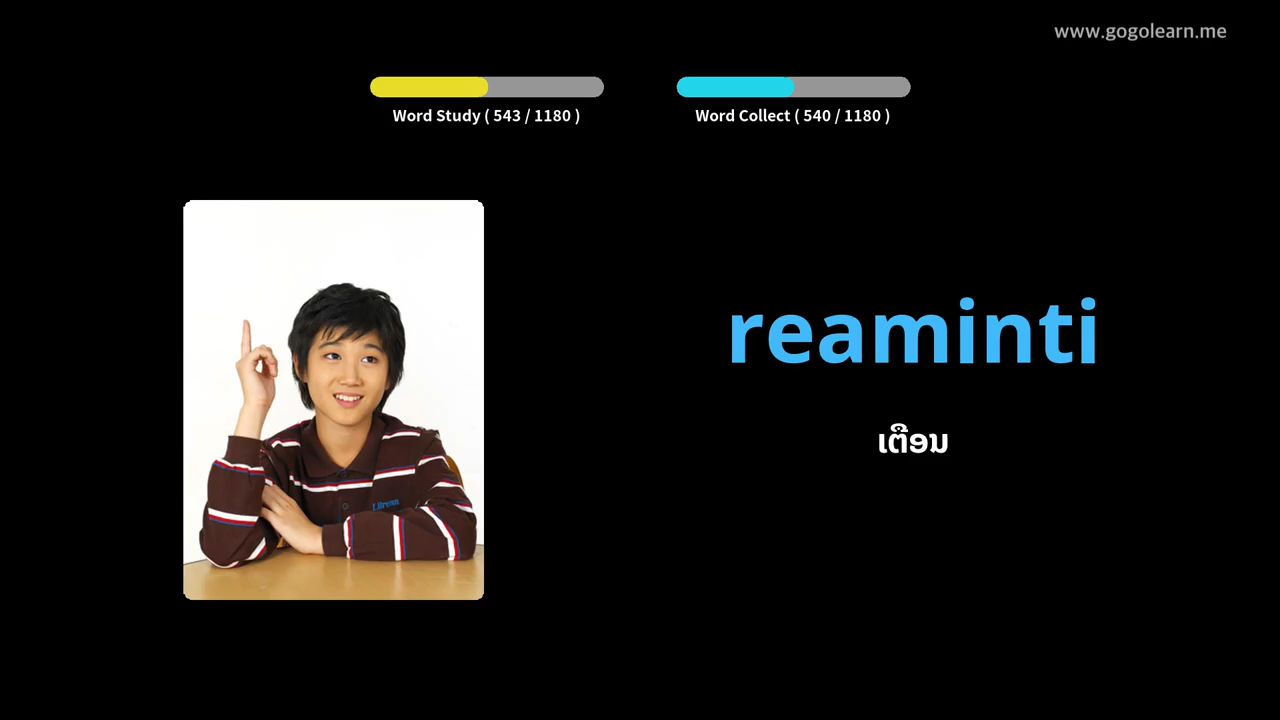 www.gogolearn.me
Word Study ( 543 / 1180 )
Word Collect ( 540 / 1180 )
reaminti
ເຕືອນ